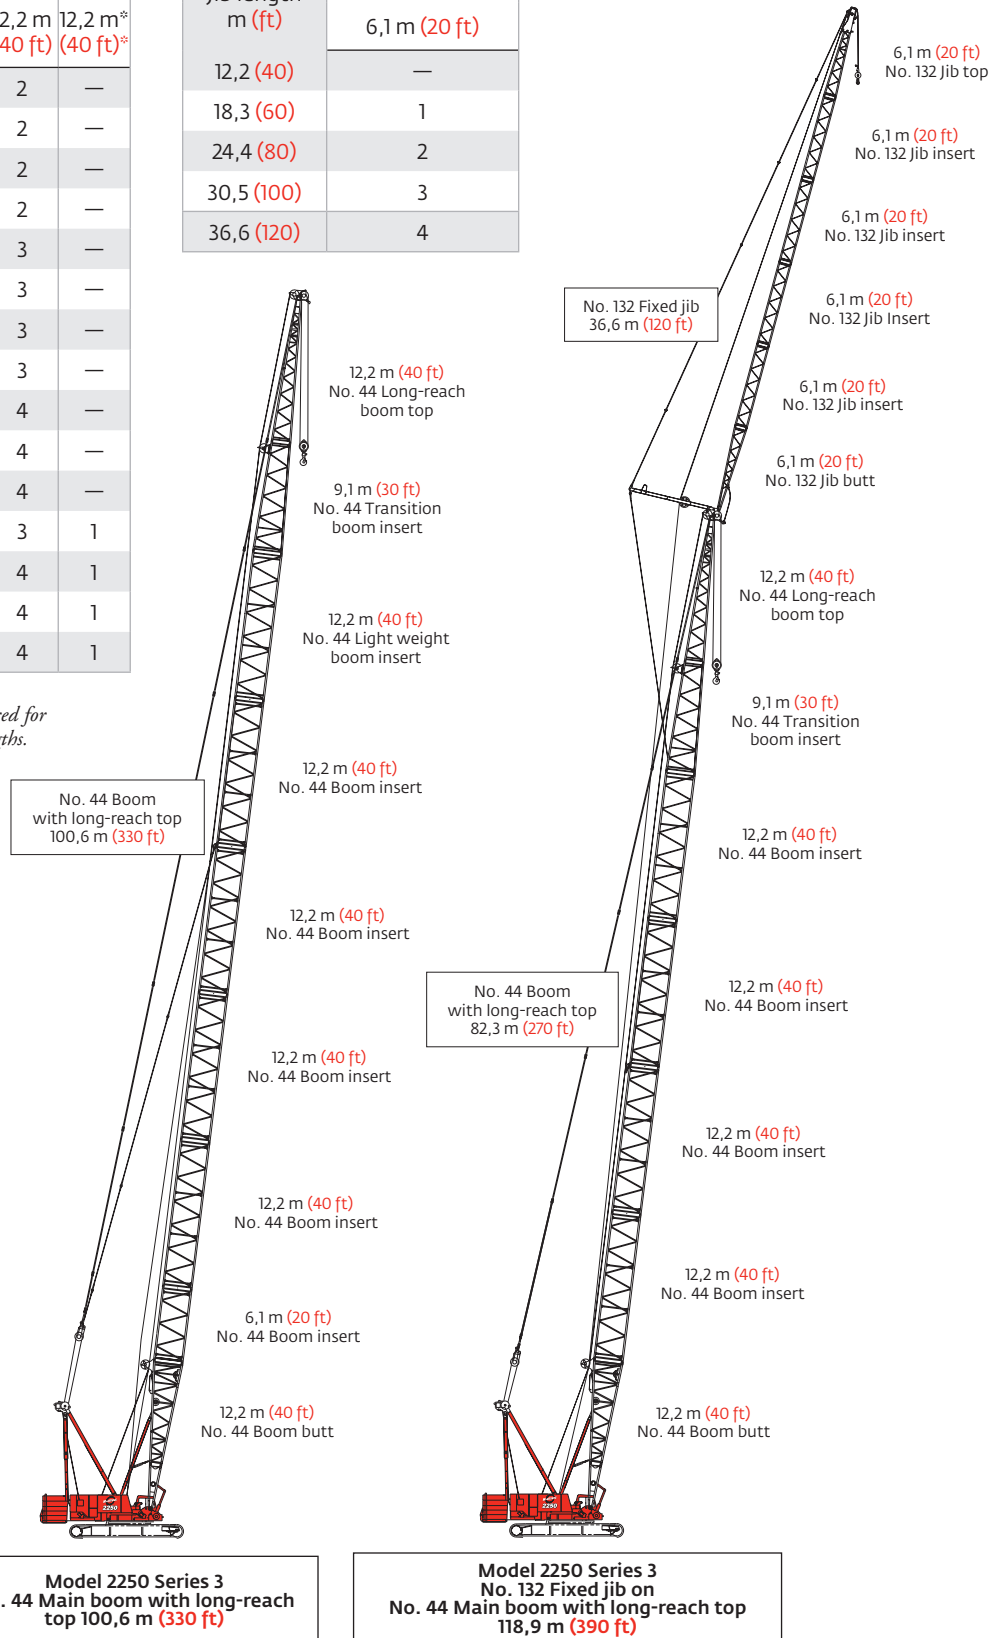 2,2 m 12,2 m*
40 ft) (40 ft)*
2 —
2 —
2 —
2 —
3 —
3 —
3 —
3 —
4 —
4 —
4 —
3 1
4 1
4 1
4 1
m (ft)
6,1 m (20 ft)
12,2 (40) —
18,3 (60) 1
24,4 (80) 2
30,5 (100) 3
36,6 (120) 4
12,2 m (40 ft)
No. 44 Long-reach
boom top
9,1 m (30 ft)
No. 44 Transition
boom insert
12,2 m (40 ft)
No. 44 Light weight
boom insert
12,2 m (40 ft)
No. 44 Boom insert
No. 44 Boom
with long-reach top
100,6 m (330 ft)
12,2 m (40 ft)
No. 44 Boom insert
12,2 m (40 ft)
No. 44 Boom insert
12,2 m (40 ft)
No. 44 Boom insert
6,1 m (20 ft)
No. 44 Boom insert
12,2 m (40 ft)
No. 44 Boom butt
2250
Model 2250 Series 3
. 44 Main boom with long-reach
top 100,6 m (330 ft)
6,1 m (20 ft)
No. 132 Jib top
6,1 m (20 ft)
No. 132 Jib insert
6,1 m (20 ft)
No. 132 Jib insert
6,1 m (20 ft)
No. 132 Jib Insert
No. 132 Fixed jib
36,6 m (120 ft)
6,1 m (20 ft)
No. 132 Jib insert
6,1 m (20 ft)
No. 132 Jib butt
12,2 m (40 ft)
No. 44 Long-reach
boom top
9,1 m (30 ft)
No. 44 Transition
boom insert
12,2 m (40 ft)
No. 44 Boom insert
No. 44 Boom
with long-reach top
82,3 m (270 ft)
12,2 m (40 ft)
No. 44 Boom insert
12,2 m (40 ft)
No. 44 Boom insert
12,2 m (40 ft)
No. 44 Boom insert
12,2 m (40 ft)
No. 44 Boom butt
2250
Model 2250 Series 3
No. 132 Fixed jib on
No. 44 Main boom with long-reach top
118,9 m (390 ft)